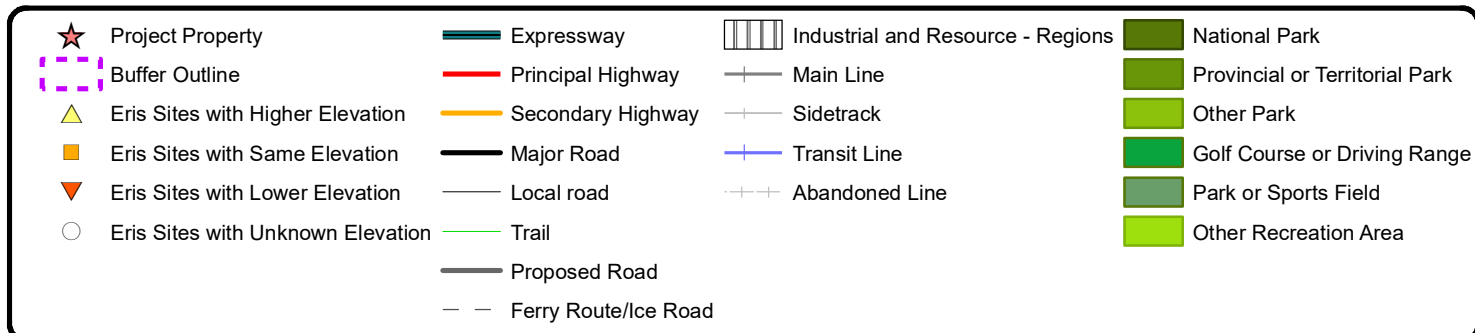 Project Property
Buffer Outline
Eris Sites with Higher Elevation
Eris Sites with Same Elevation
Eris Sites with Lower Elevation
Eris Sites with Unknown Elevation
Expressway
Principal Highway
Secondary Highway
Major Road
Local road
Trail
Proposed Road
Ferry Route/Ice Road
Industrial and Resource - Regions
Main Line
Sidetrack
Transit Line
Abandoned Line
National Park
Provincial or Territorial Park
Other Park
Golf Course or Driving Range
Park or Sports Field
Other Recreation Area